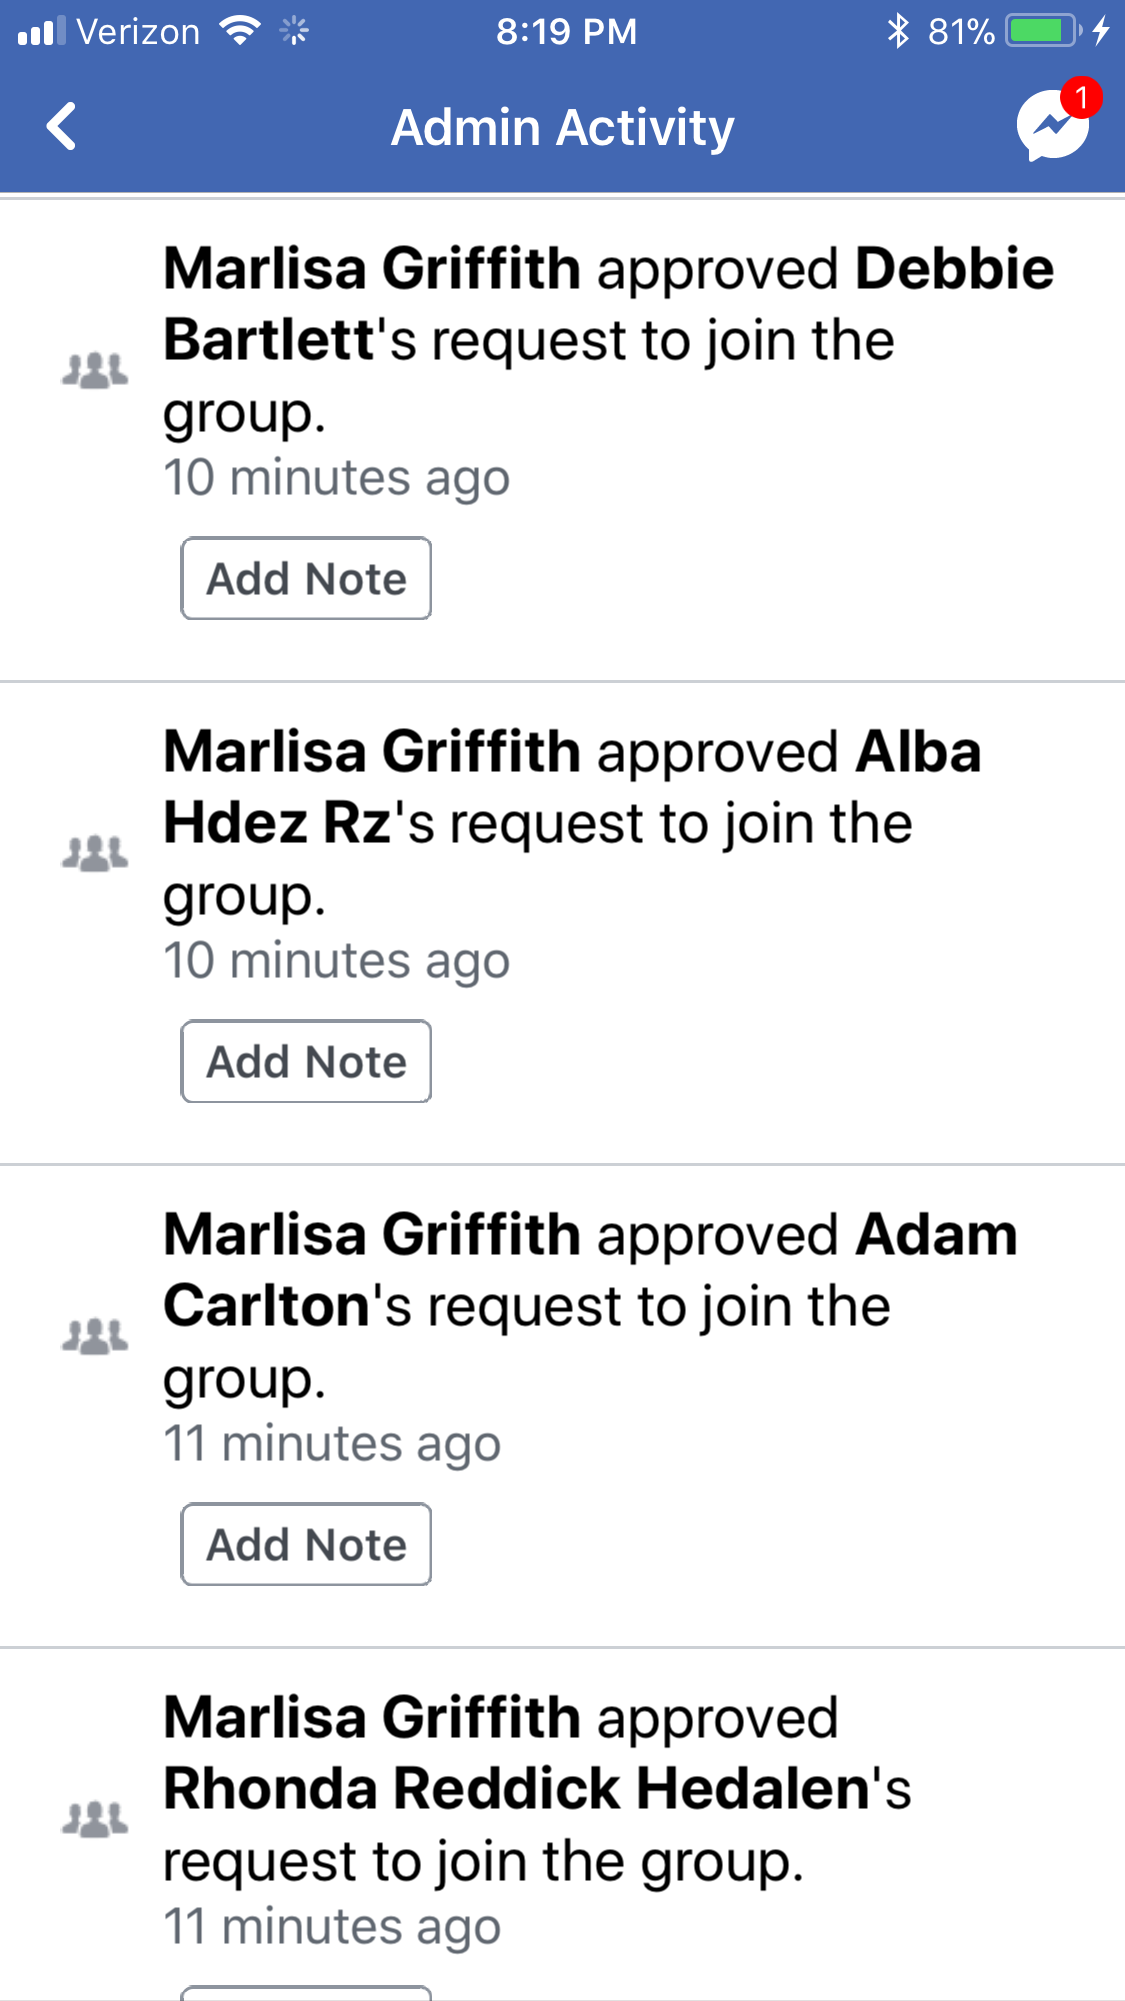 Verizon 8:19 PM 81%
Admin Activity 1
Marlisa Griffith approved Debbie
Bartlett's request to join the
group.
10 minutes ago
Add Note
Marlisa Griffith approved Alba
Hdez Rz's request to join the
group.
10 minutes ago
Add Note
Marlisa Griffith approved Adam
Carlton's request to join the
group.
11 minutes ago
Add Note
Marlisa Griffith approved
Rhonda Reddick Hedalen's
request to join the group.
11 minutes ago